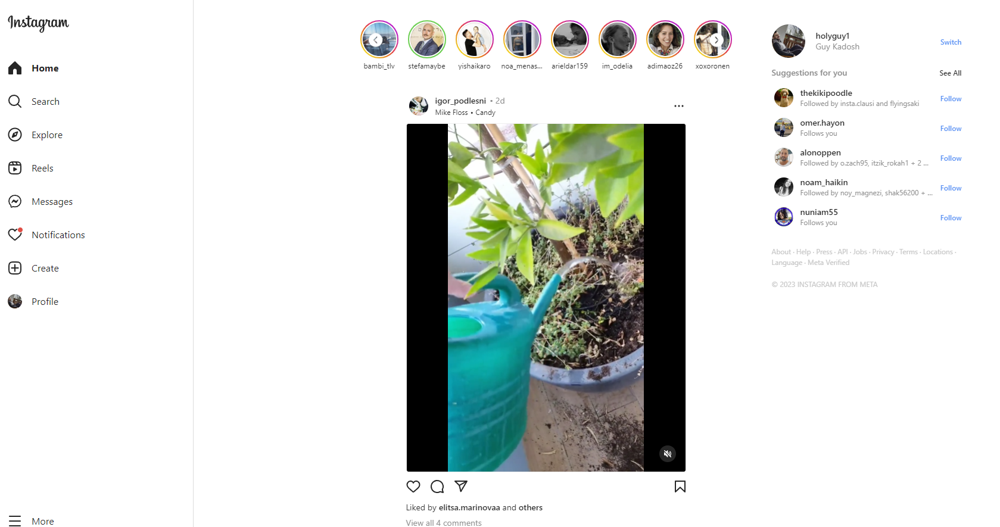 Instagram
Home
Search
Explore
Reels
Messages
Notifications
Create
Profile
More
bambi_tlv
stefamaybe
yishaikaro
noa_menas...
arieldar159
im_odelia
adimaoz26
xoxoronen
igor_podlesni • 2d
Mike Floss • Candy
Liked by elitsa.marinovaa and others
View all 4 comments
holyguy1
Guy Kadosh
Switch
Suggestions for you
See All
thekikipoodle
Followed by insta.clausi and flyingsaki
Follow
omer.hayon
Follows you
Follow
alonoppen
Followed by o.zach95, itzik_rokah1 + 2 ...
Follow
noam_haikin
Followed by noy_magnezi, shak56200 + ...
Follow
nuniam55
Follows you
Follow
About · Help · Press · API · Jobs · Privacy · Terms · Locations ·
Language · Meta Verified
© 2023 INSTAGRAM FROM META